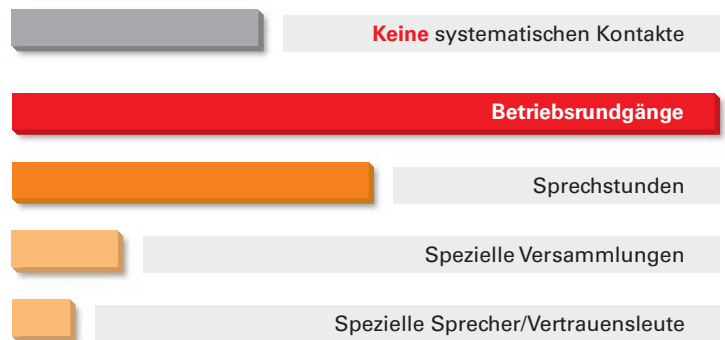 Keine systematischen Kontakte
Betriebsrundgänge
Sprechstunden
Spezielle Versammlungen
Spezielle Sprecher/Vertrauensleute